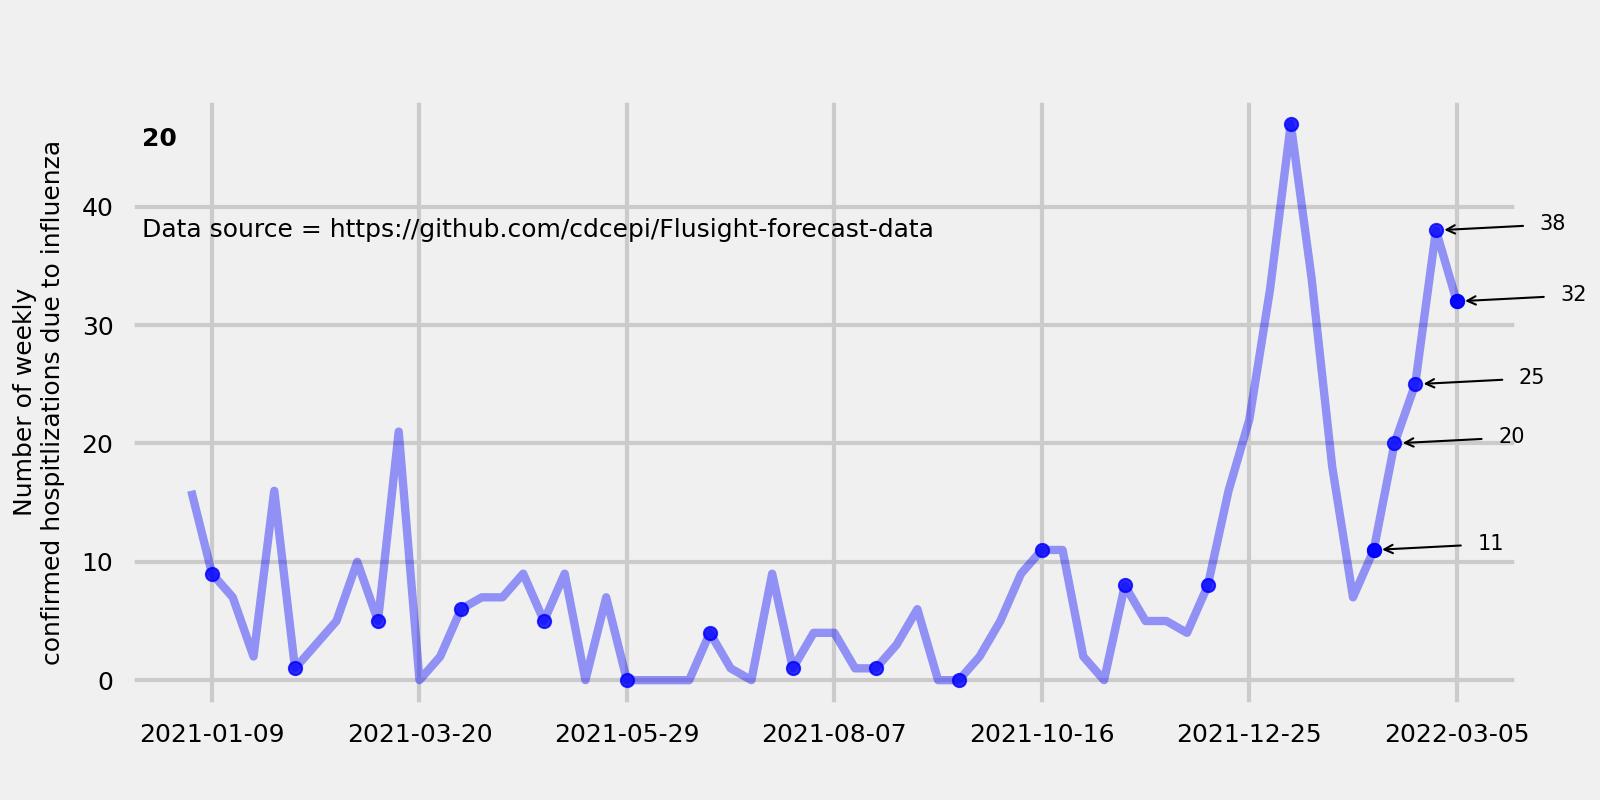 20
Data source = https://github.com/cdcepi/Flusight-forecast-data
Number of weekly
confirmed hospitlizations due to influenza
40
30
20
10
0
38
32
25
20
11
2021-01-09 2021-03-20 2021-05-29 2021-08-07 2021-10-16 2021-12-25 2022-03-05